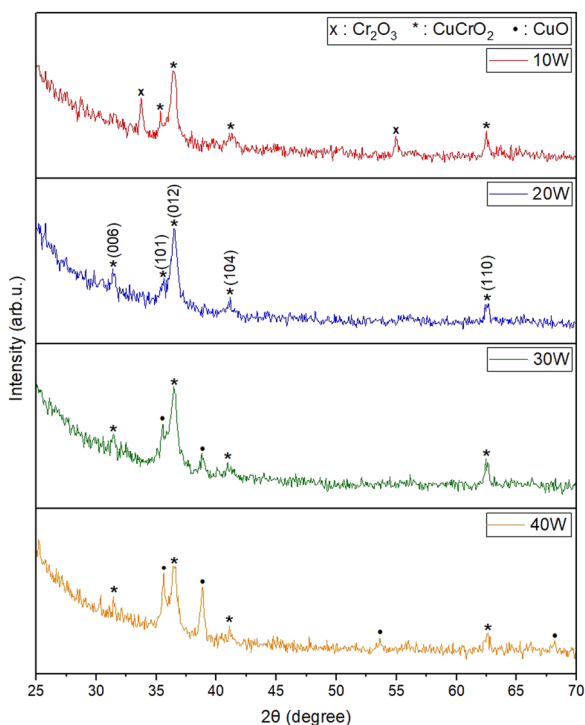 x : Cr₂O₃ * : CuCrO₂ • : CuO
10W
x
*
*
*
x
*
20W
*(006)
*(101)
*(012)
*(104)
*(110)
30W
*
•
*
•
*
*
40W
*
•
*
•
*
•
*
•
Intensity (arb.u.)
25 30 35 40 45 50 55 60 65 70
2θ (degree)